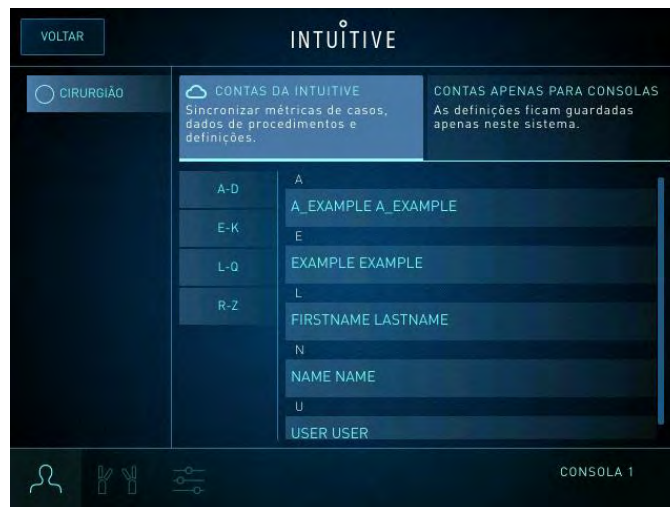 VOLTAR
INTUITIVE
CIRURGIÃO
CONTAS DA INTUITIVE
Sincronizar métricas de casos,
dados de procedimentos e
definições.
CONTAS APENAS PARA CONSOLAS
As definições ficam guardadas
apenas neste sistema.
A-D
E-K
L-Q
R-Z
A
A_EXAMPLE A_EXAMPLE
E
EXAMPLE EXAMPLE
L
FIRSTNAME LASTNAME
N
NAME NAME
U
USER USER
CONSOLA 1